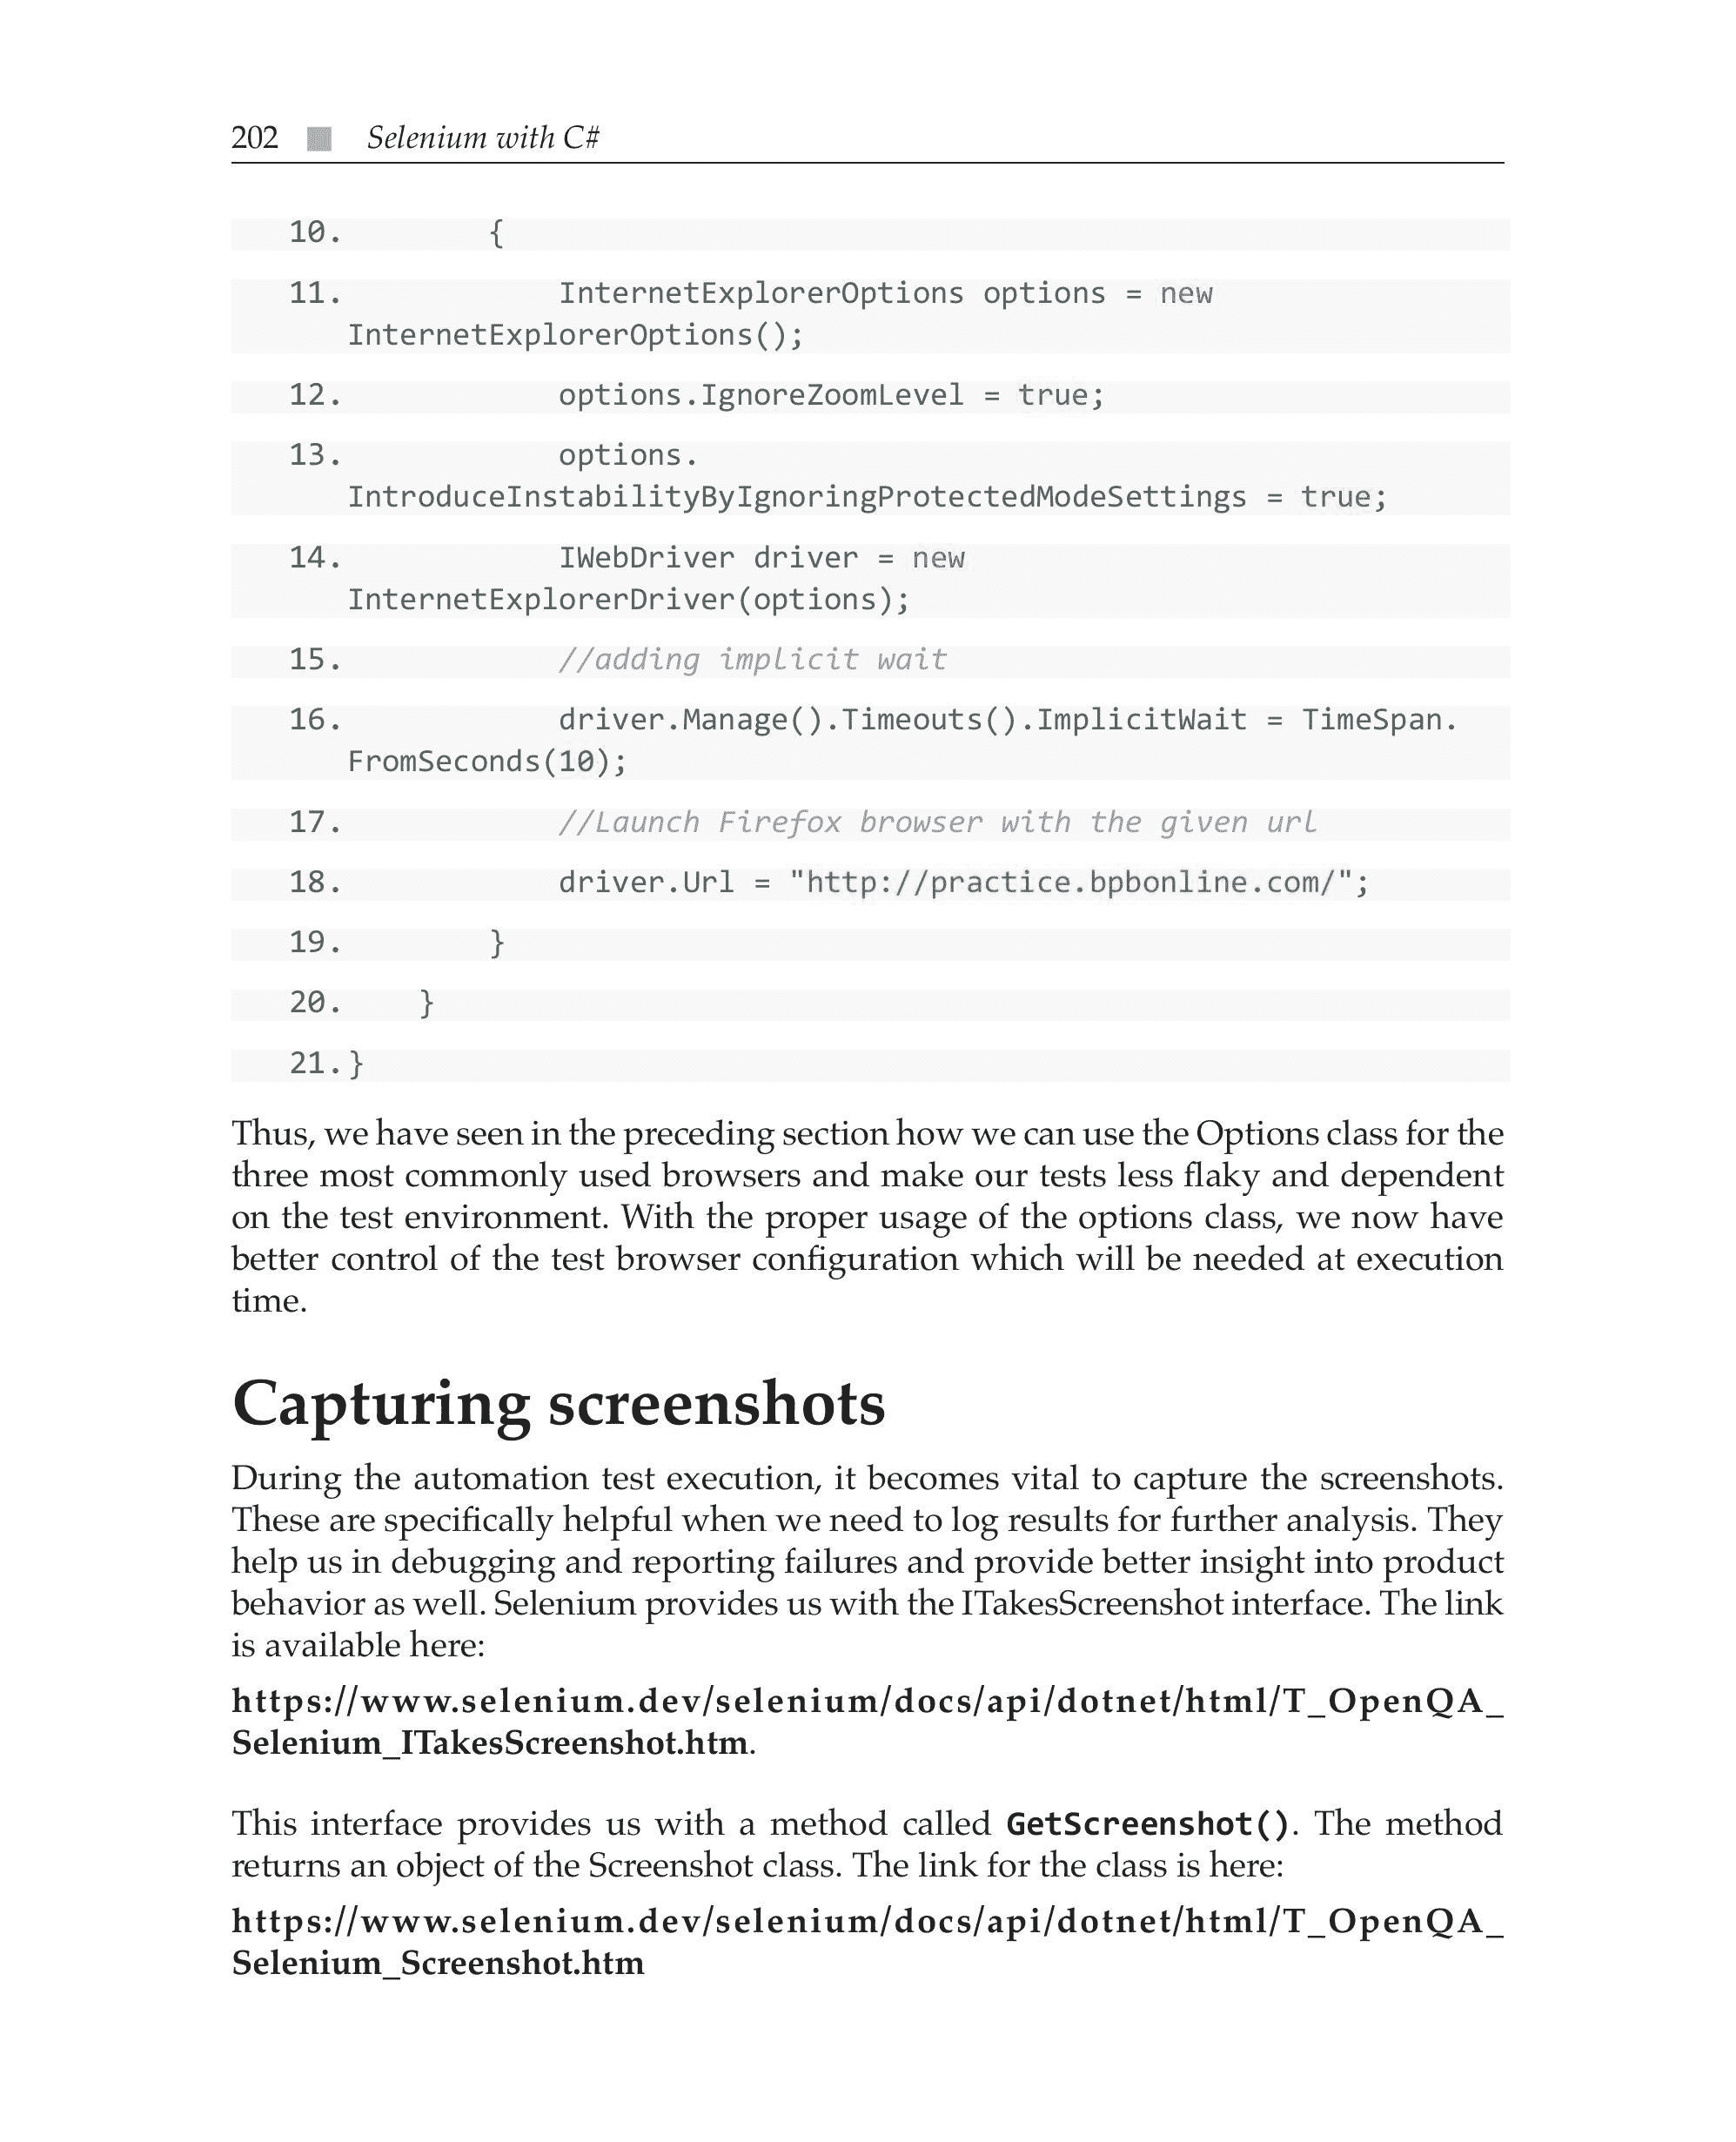 202 Selenium with C#
10.        {
11.            InternetExplorerOptions options = new
InternetExplorerOptions();
12.            options.IgnoreZoomLevel = true;
13.            options.
IntroduceInstabilityByIgnoringProtectedModeSettings = true;
14.            IWebDriver driver = new
InternetExplorerDriver(options);
15.            //adding implicit wait
16.            driver.Manage().Timeouts().ImplicitWait = TimeSpan.
FromSeconds(10);
17.            //Launch Firefox browser with the given url
18.            driver.Url = "http://practice.bpbonline.com/";
19.        }
20.    }
21.}
Thus, we have seen in the preceding section how we can use the Options class for the
three most commonly used browsers and make our tests less flaky and dependent
on the test environment. With the proper usage of the options class, we now have
better control of the test browser configuration which will be needed at execution
time.
Capturing screenshots
During the automation test execution, it becomes vital to capture the screenshots.
These are specifically helpful when we need to log results for further analysis. They
help us in debugging and reporting failures and provide better insight into product
behavior as well. Selenium provides us with the ITakesScreenshot interface. The link
is available here:
https://www.selenium.dev/selenium/docs/api/dotnet/html/T_OpenQA_
Selenium_ITakesScreenshot.htm.
This interface provides us with a method called GetScreenshot(). The method
returns an object of the Screenshot class. The link for the class is here:
https://www.selenium.dev/selenium/docs/api/dotnet/html/T_OpenQA_
Selenium_Screenshot.htm